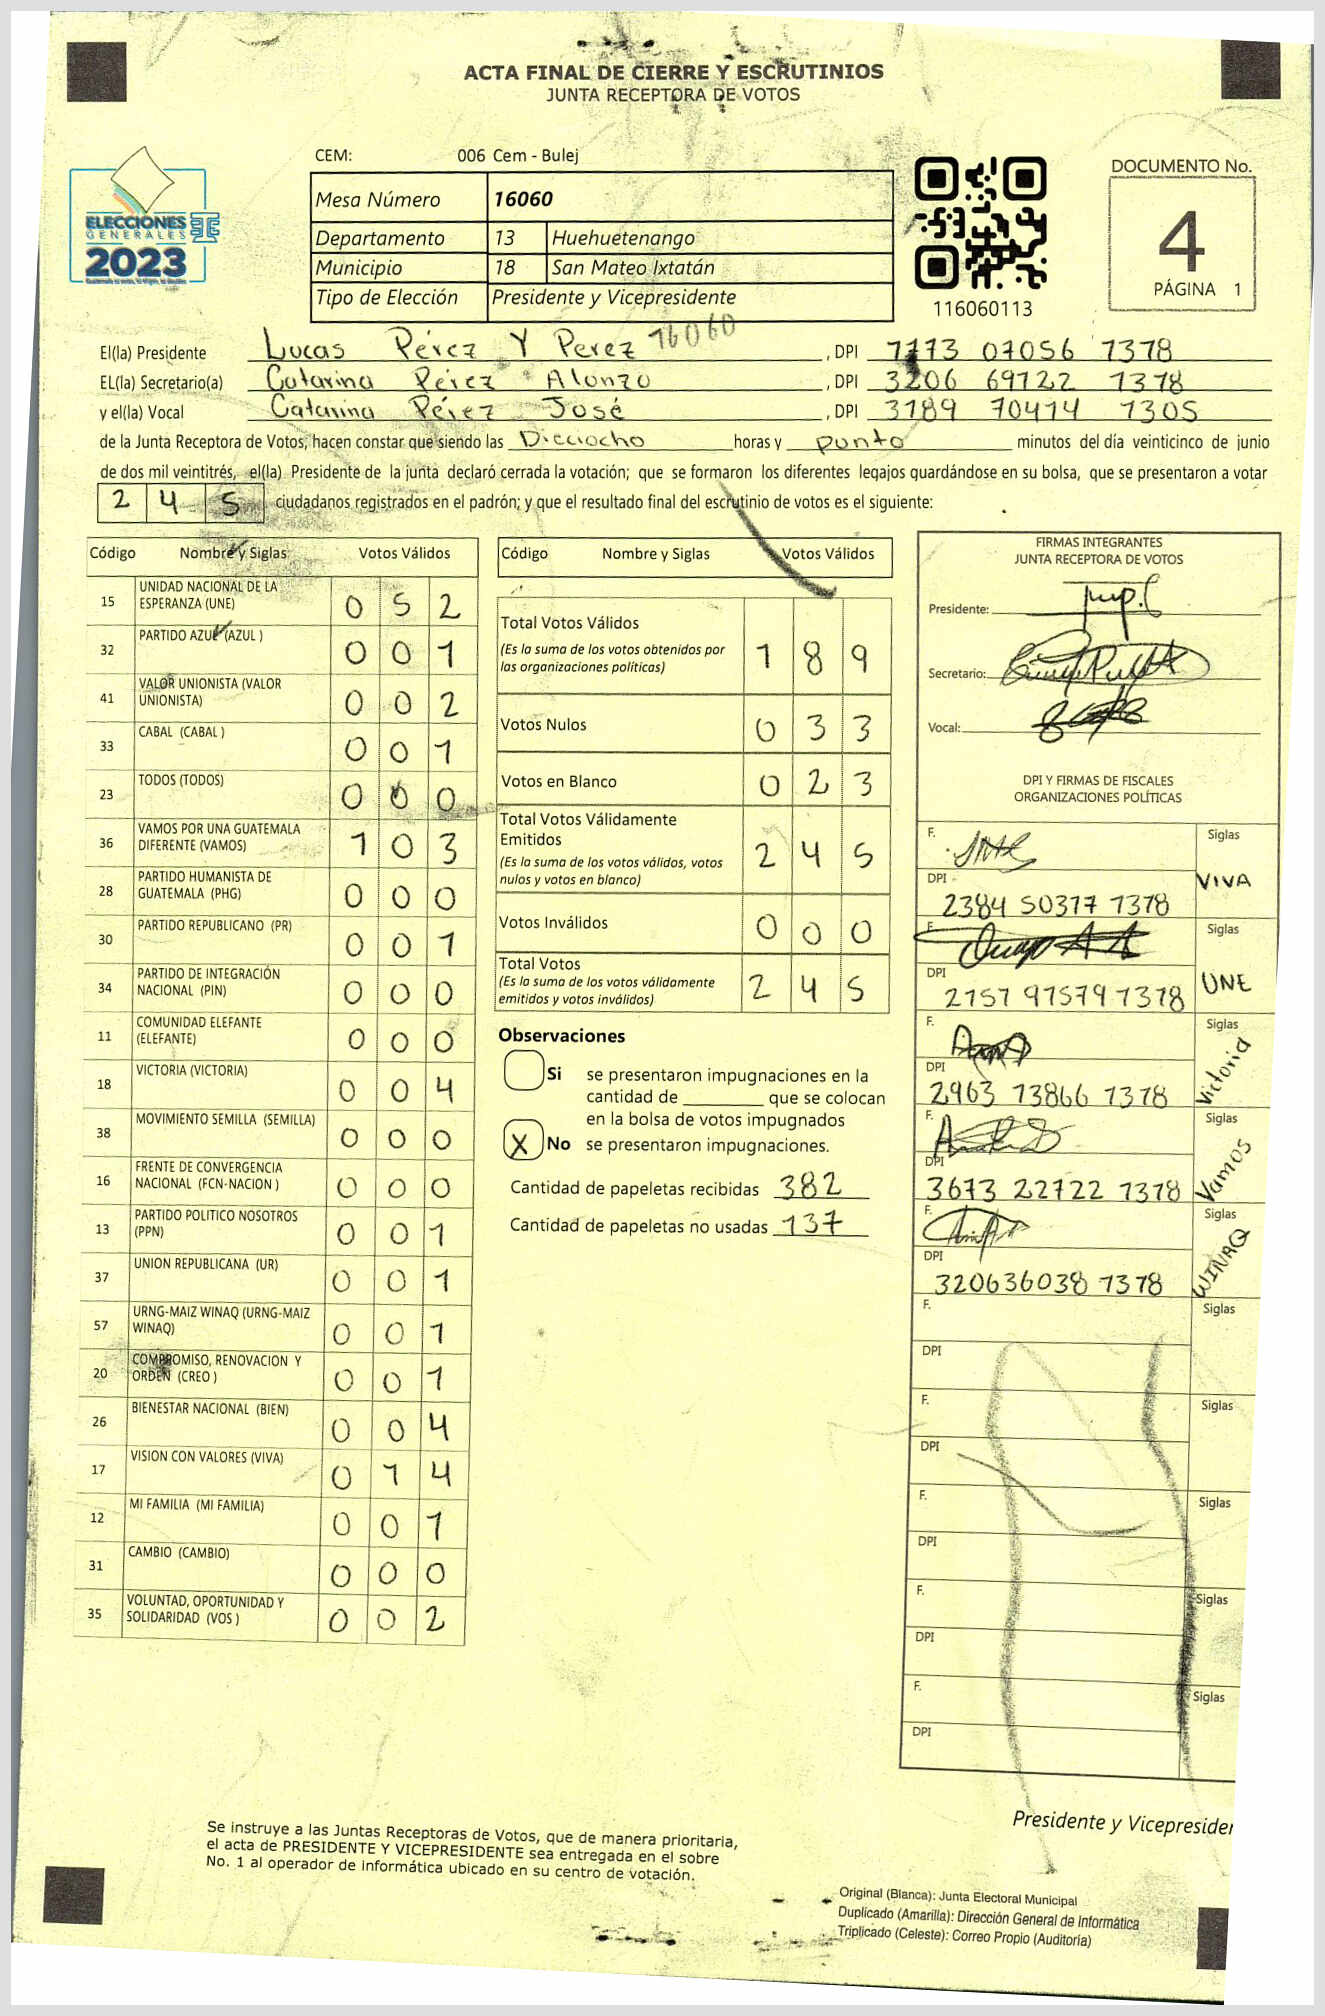 ACTA FINAL DE CIERRE Y ESCRUTINIOS
JUNTA RECEPTORA DE VOTOS
CEM: 006 Cem - Bulej
ELECCIONES
GENERALES
2023
Mesa Número 16060
Departamento 13 Huehuetenango
Municipio 18 San Mateo Ixtatán
Tipo de Elección Presidente y Vicepresidente
116060113
DOCUMENTO No.
4
PÁGINA 1
16060
El(la) Presidente Lucas Pérez Y Perez, DPI 1773 07056 1378
EL(la) Secretario(a) Catarina Pérez Alonzo, DPI 3206 69722 1378
y el(la) Vocal Catarina Pérez José, DPI 3189 70414 1305
de la Junta Receptora de Votos, hacen constar que siendo las Dieciocho horas y punto minutos del día veinticinco de junio
de dos mil veintitrés, el(la) Presidente de la junta declaró cerrada la votación; que se formaron los diferentes legajos guardándose en su bolsa, que se presentaron a votar
2 4 5 ciudadanos registrados en el padrón; y que el resultado final del escrutinio de votos es el siguiente:
Código Nombre y Siglas Votos Válidos
15 UNIDAD NACIONAL DE LA ESPERANZA (UNE) 0 5 2
32 PARTIDO AZUL (AZUL ) 0 0 1
41 VALOR UNIONISTA (VALOR UNIONISTA) 0 0 2
33 CABAL (CABAL ) 0 0 1
23 TODOS (TODOS) 0 0 0
36 VAMOS POR UNA GUATEMALA DIFERENTE (VAMOS) 1 0 3
28 PARTIDO HUMANISTA DE GUATEMALA (PHG) 0 0 0
30 PARTIDO REPUBLICANO (PR) 0 0 1
34 PARTIDO DE INTEGRACIÓN NACIONAL (PIN) 0 0 0
11 COMUNIDAD ELEFANTE (ELEFANTE) 0 0 0
18 VICTORIA (VICTORIA) 0 0 4
38 MOVIMIENTO SEMILLA (SEMILLA) 0 0 0
16 FRENTE DE CONVERGENCIA NACIONAL (FCN-NACION ) 0 0 0
13 PARTIDO POLITICO NOSOTROS (PPN) 0 0 1
37 UNION REPUBLICANA (UR) 0 0 1
57 URNG-MAIZ WINAQ (URNG-MAIZ WINAQ) 0 0 1
20 COMPROMISO, RENOVACION Y ORDEN (CREO ) 0 0 1
26 BIENESTAR NACIONAL (BIEN) 0 0 4
17 VISION CON VALORES (VIVA) 0 1 4
12 MI FAMILIA (MI FAMILIA) 0 0 1
31 CAMBIO (CAMBIO) 0 0 0
35 VOLUNTAD, OPORTUNIDAD Y SOLIDARIDAD (VOS ) 0 0 2
Código Nombre y Siglas Votos Válidos
Total Votos Válidos 1 8 9
(Es la suma de los votos obtenidos por
las organizaciones políticas)
Votos Nulos 0 3 3
Votos en Blanco 0 2 3
Total Votos Válidamente
Emitidos 2 4 5
(Es la suma de los votos válidos, votos
nulos y votos en blanco)
Votos Inválidos 0 0 0
Total Votos 2 4 5
(Es la suma de los votos válidamente
emitidos y votos inválidos)
Observaciones
Si se presentaron impugnaciones en la
cantidad de ________ que se colocan
en la bolsa de votos impugnados
X No se presentaron impugnaciones.
Cantidad de papeletas recibidas 382
Cantidad de papeletas no usadas 137
FIRMAS INTEGRANTES
JUNTA RECEPTORA DE VOTOS
Presidente:
Secretario:
Vocal:
DPI Y FIRMAS DE FISCALES
ORGANIZACIONES POLÍTICAS
F. Siglas
DPI 2384 50377 1378 VIVA
F. Siglas
DPI 2157 91579 1378 UNE
F. Siglas
DPI 2963 73866 1378 Victoria
F. Siglas
DPI 3673 22722 1378 Vamos
F. Siglas
DPI 320636038 1378 WINAQ
F. Siglas
DPI
F. Siglas
DPI
F. Siglas
DPI
F. Siglas
DPI
F. Siglas
DPI
Presidente y Vicepresider
Se instruye a las Juntas Receptoras de Votos, que de manera prioritaria,
el acta de PRESIDENTE Y VICEPRESIDENTE sea entregada en el sobre
No. 1 al operador de informática ubicado en su centro de votación.
Original (Blanca): Junta Electoral Municipal
Duplicado (Amarilla): Dirección General de Informática
Triplicado (Celeste): Correo Propio (Auditoría)